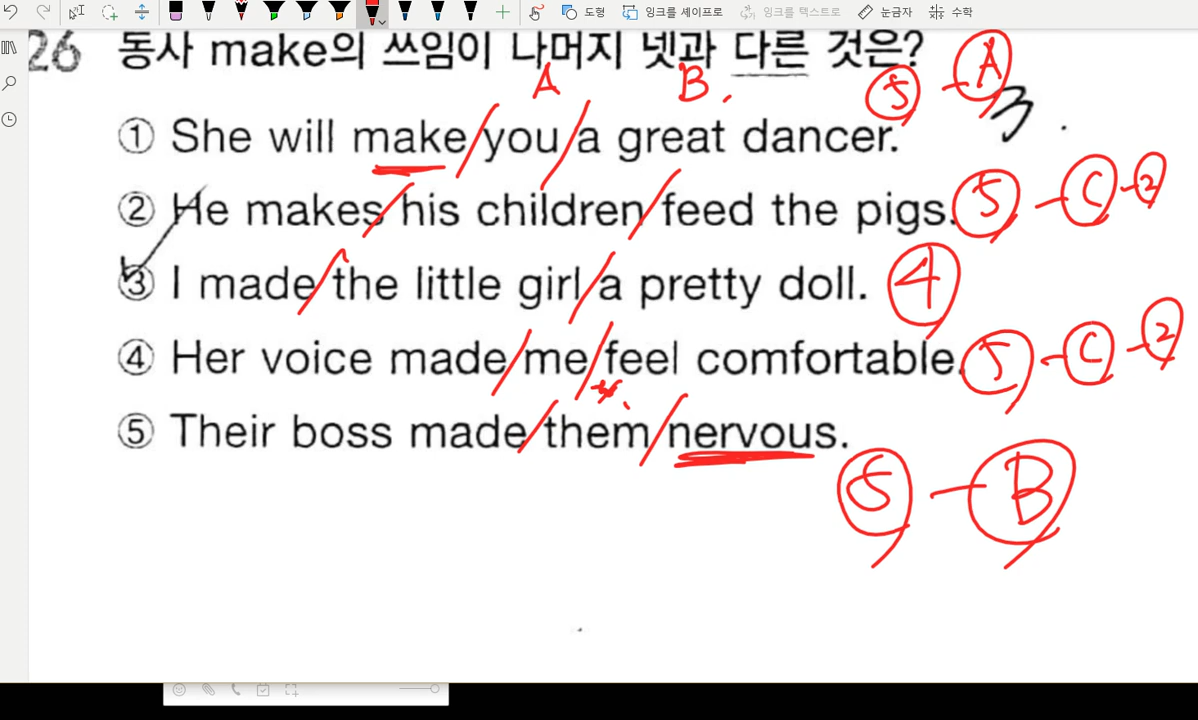 도형 잉크를 셰이프로 잉크를 텍스트로 눈금자 수학
26 동사 make의 쓰임이 나머지 넷과 다른 것은?
A B, ⑤-Ⓐ
3
① She will make/you/a great dancer.
② He makes/his children/feed the pigs. ⑤-Ⓒ-②
③ I made/the little girl/a pretty doll. ④
④ Her voice made/me/feel comfortable. ⑤-Ⓒ-②
⑤ Their boss made/them/nervous.
⑤-Ⓑ